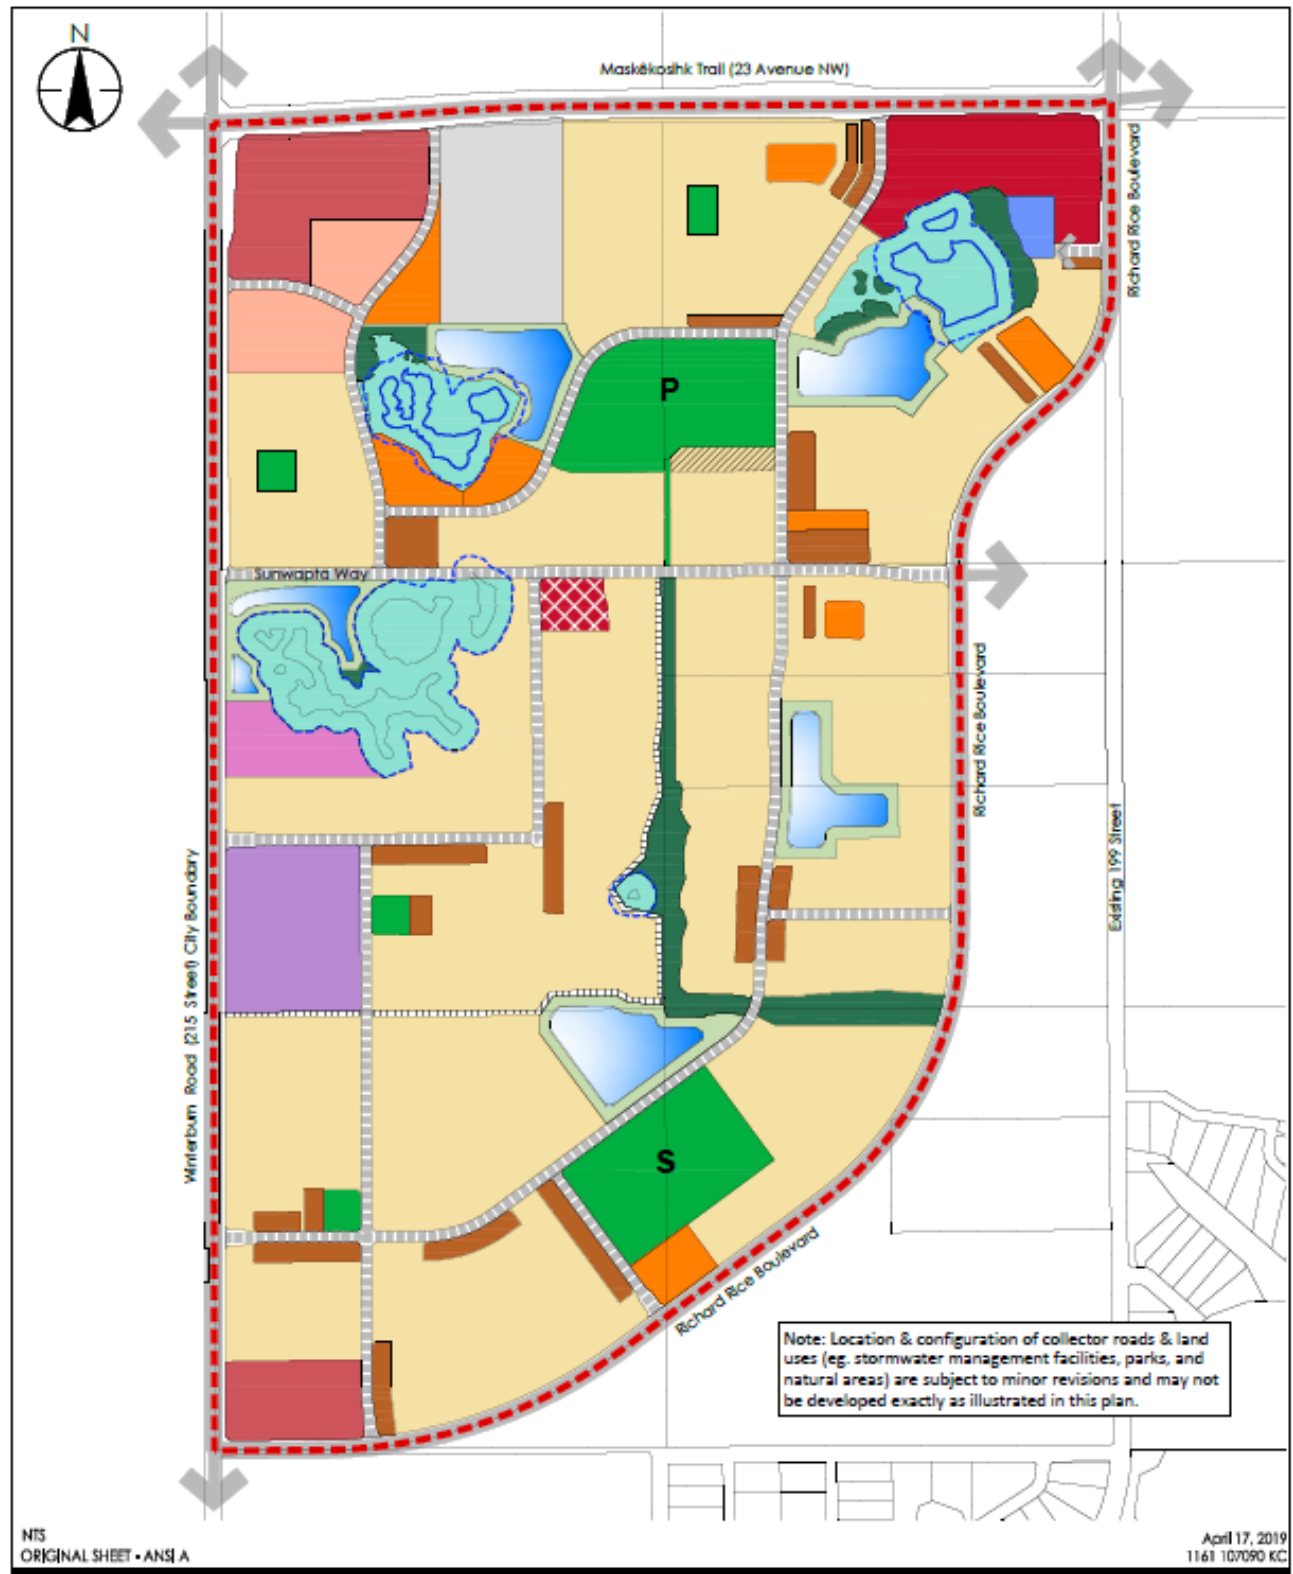 N
Maskêkosihk Trail (23 Avenue NW)
Richard Rice Boulevard
P
Sunwapta Way
Richard Rice Boulevard
Existing 199 Street
Winterburn Road (215 Street) City Boundary
S
Richard Rice Boulevard
Note: Location & configuration of collector roads & land
uses (eg. stormwater management facilities, parks, and
natural areas) are subject to minor revisions and may not
be developed exactly as illustrated in this plan.
NTS
ORIGINAL SHEET - ANSI A
April 17, 2019
1161 107090 KC